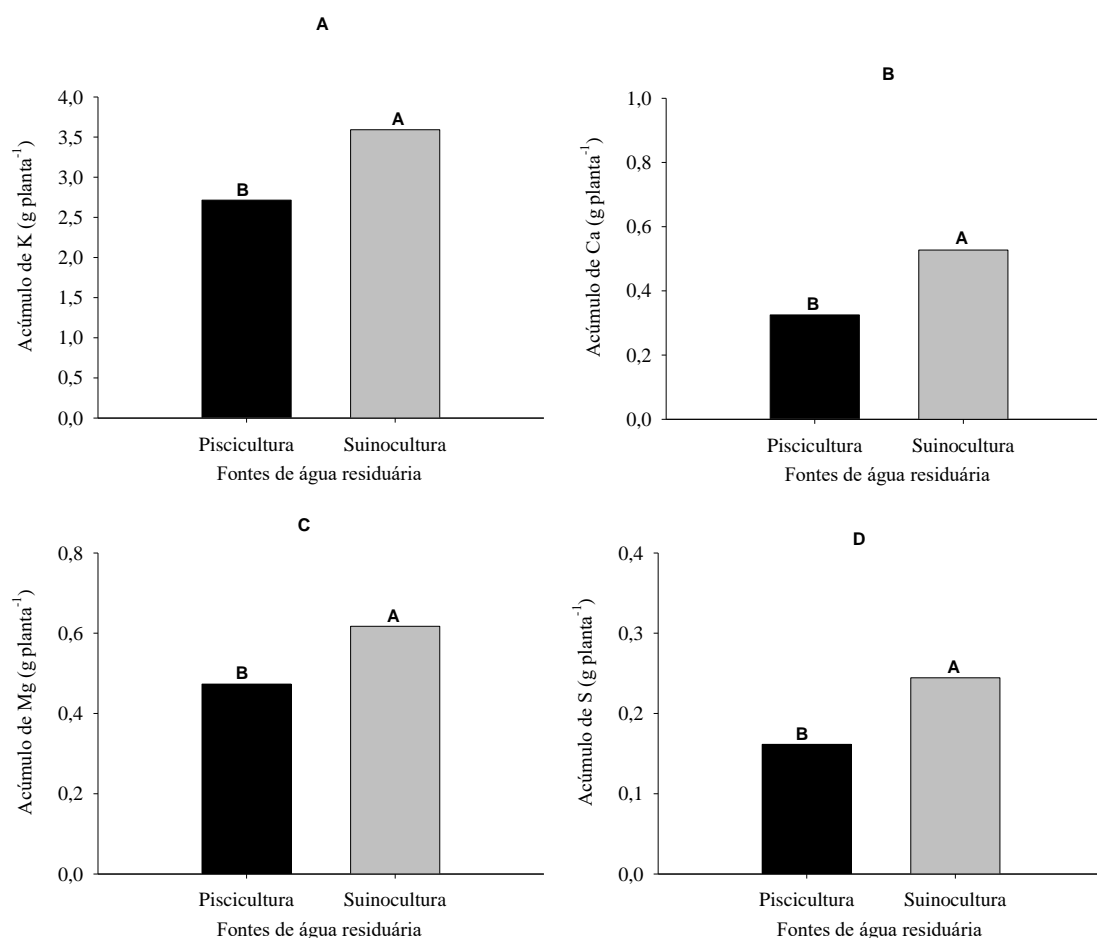 A
Acúmulo de K (g planta⁻¹)
4,0
3,5
3,0
2,5
2,0
1,5
1,0
0,5
0,0
B
A
Piscicultura Suinocultura
Fontes de água residuária
B
Acúmulo de Ca (g planta⁻¹)
1,0
0,8
0,6
0,4
0,2
0,0
B
A
Piscicultura Suinocultura
Fontes de água residuária
C
Acúmulo de Mg (g planta⁻¹)
0,8
0,6
0,4
0,2
0,0
B
A
Piscicultura Suinocultura
Fontes de água residuária
D
Acúmulo de S (g planta⁻¹)
0,4
0,3
0,2
0,1
0,0
B
A
Piscicultura Suinocultura
Fontes de água residuária